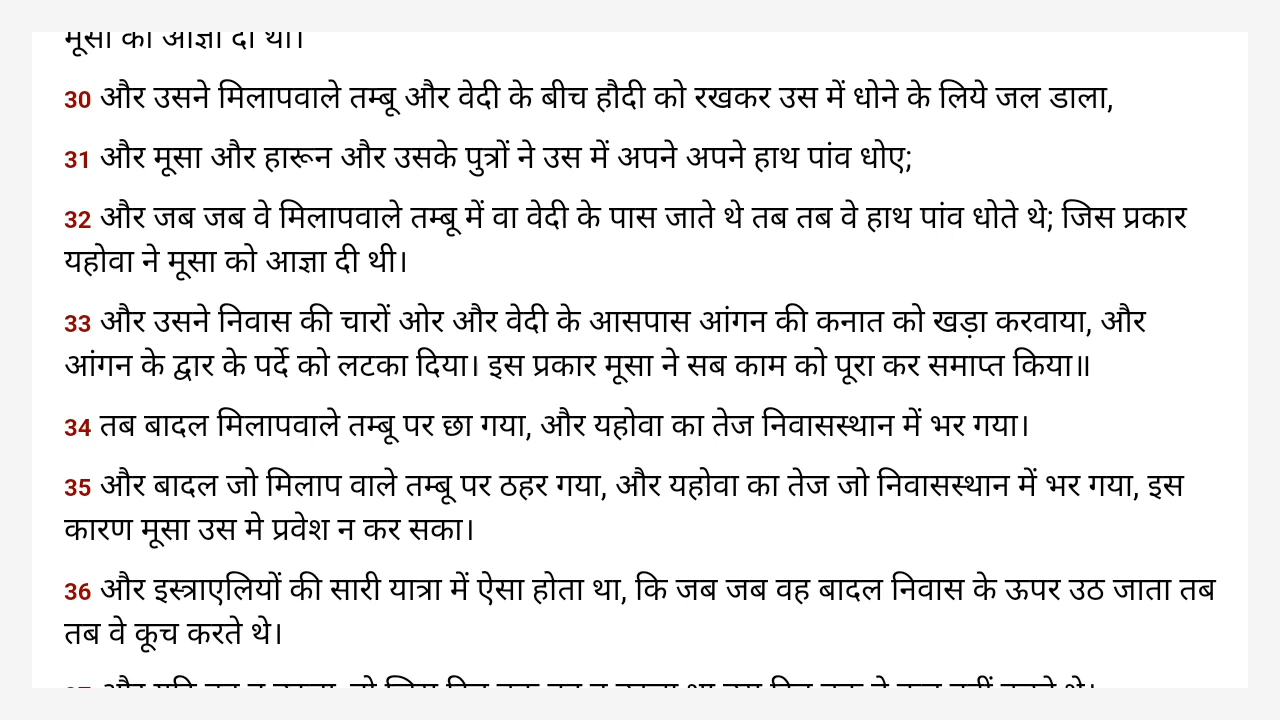 मूसा को आज्ञा दी थी।
30 और उसने मिलापवाले तम्बू और वेदी के बीच हौदी को रखकर उस में धोने के लिये जल डाला,
31 और मूसा और हारून और उसके पुत्रों ने उस में अपने अपने हाथ पांव धोए;
32 और जब जब वे मिलापवाले तम्बू में वा वेदी के पास जाते थे तब तब वे हाथ पांव धोते थे; जिस प्रकार
यहोवा ने मूसा को आज्ञा दी थी।
33 और उसने निवास की चारों ओर और वेदी के आसपास आंगन की कनात को खड़ा करवाया, और
आंगन के द्वार के पर्दे को लटका दिया। इस प्रकार मूसा ने सब काम को पूरा कर समाप्त किया॥
34 तब बादल मिलापवाले तम्बू पर छा गया, और यहोवा का तेज निवासस्थान में भर गया।
35 और बादल जो मिलाप वाले तम्बू पर ठहर गया, और यहोवा का तेज जो निवासस्थान में भर गया, इस
कारण मूसा उस मे प्रवेश न कर सका।
36 और इस्त्राएलियों की सारी यात्रा में ऐसा होता था, कि जब जब वह बादल निवास के ऊपर उठ जाता तब
तब वे कूच करते थे।